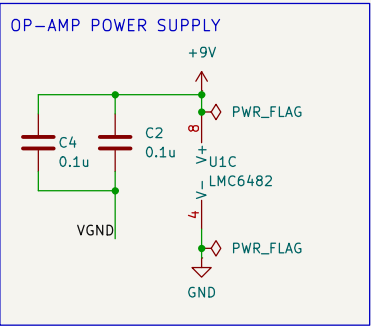 OP-AMP POWER SUPPLY
+9V
PWR_FLAG
8
C4
0.1u
C2
0.1u
V+
U1C
LMC6482
V-
4
VGND
PWR_FLAG
GND